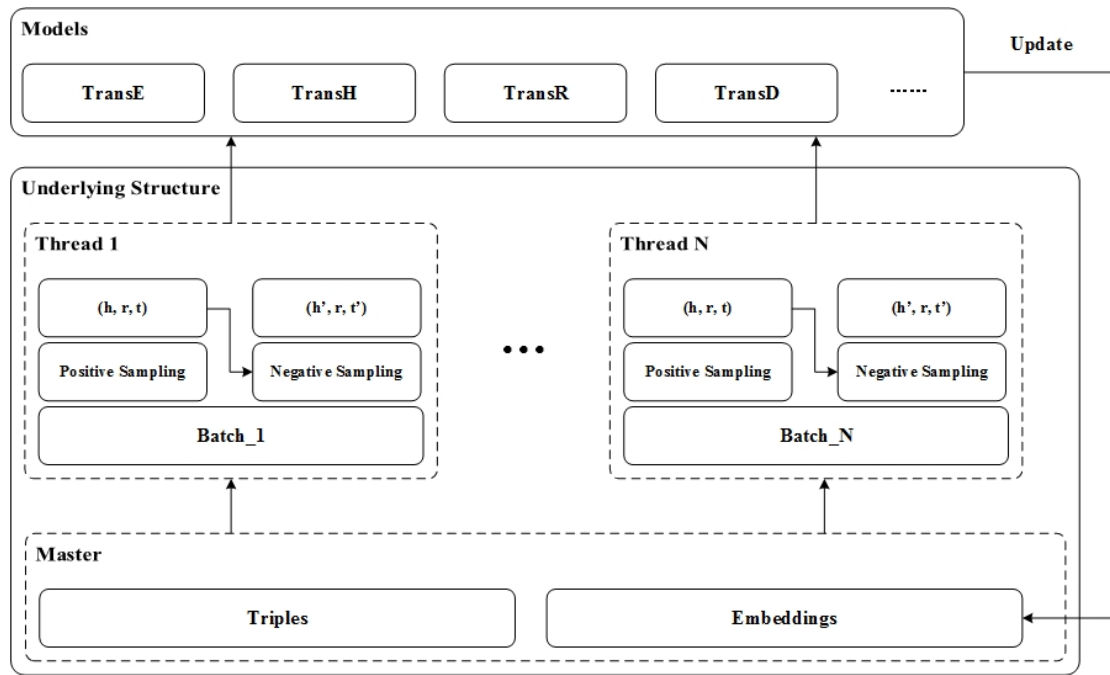 Models
Update
TransE
TransH
TransR
TransD
......
Underlying Structure
Thread 1
Thread N
(h, r, t)
(h’, r, t’)
(h, r, t)
(h’, r, t’)
...
Positive Sampling
Negative Sampling
Positive Sampling
Negative Sampling
Batch_1
Batch_N
Master
Triples
Embeddings